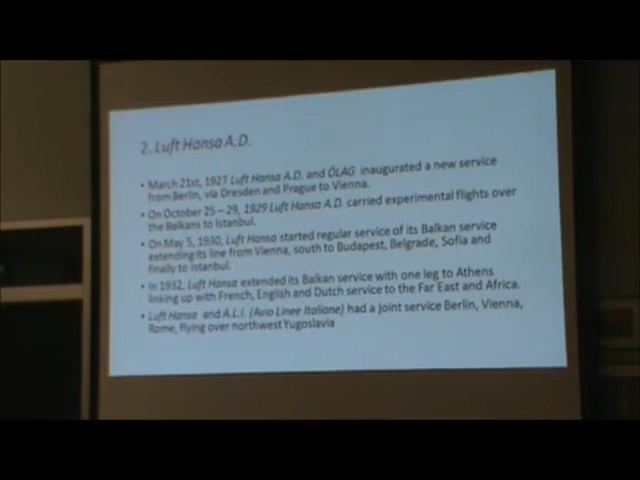 2. Luft Hansa A.D.
• March 21st, 1927 Luft Hansa A.D. and ÖLAG inaugurated a new service
from Berlin, via Dresden and Prague to Vienna.
• On October 25 – 29, 1929 Luft Hansa A.D. carried experimental flights over
the Balkans to Istanbul.
• On May 5, 1930, Luft Hansa started regular service of its Balkan service
extending its line from Vienna, south to Budapest, Belgrade, Sofia and
finally to Istanbul.
• In 1932, Luft Hansa extended its Balkan service with one leg to Athens
linking up with French, English and Dutch service to the Far East and Africa.
• Luft Hansa and A.L.I. (Avio Linee Italiane) had a joint service Berlin, Vienna,
Rome, flying over northwest Yugoslavia